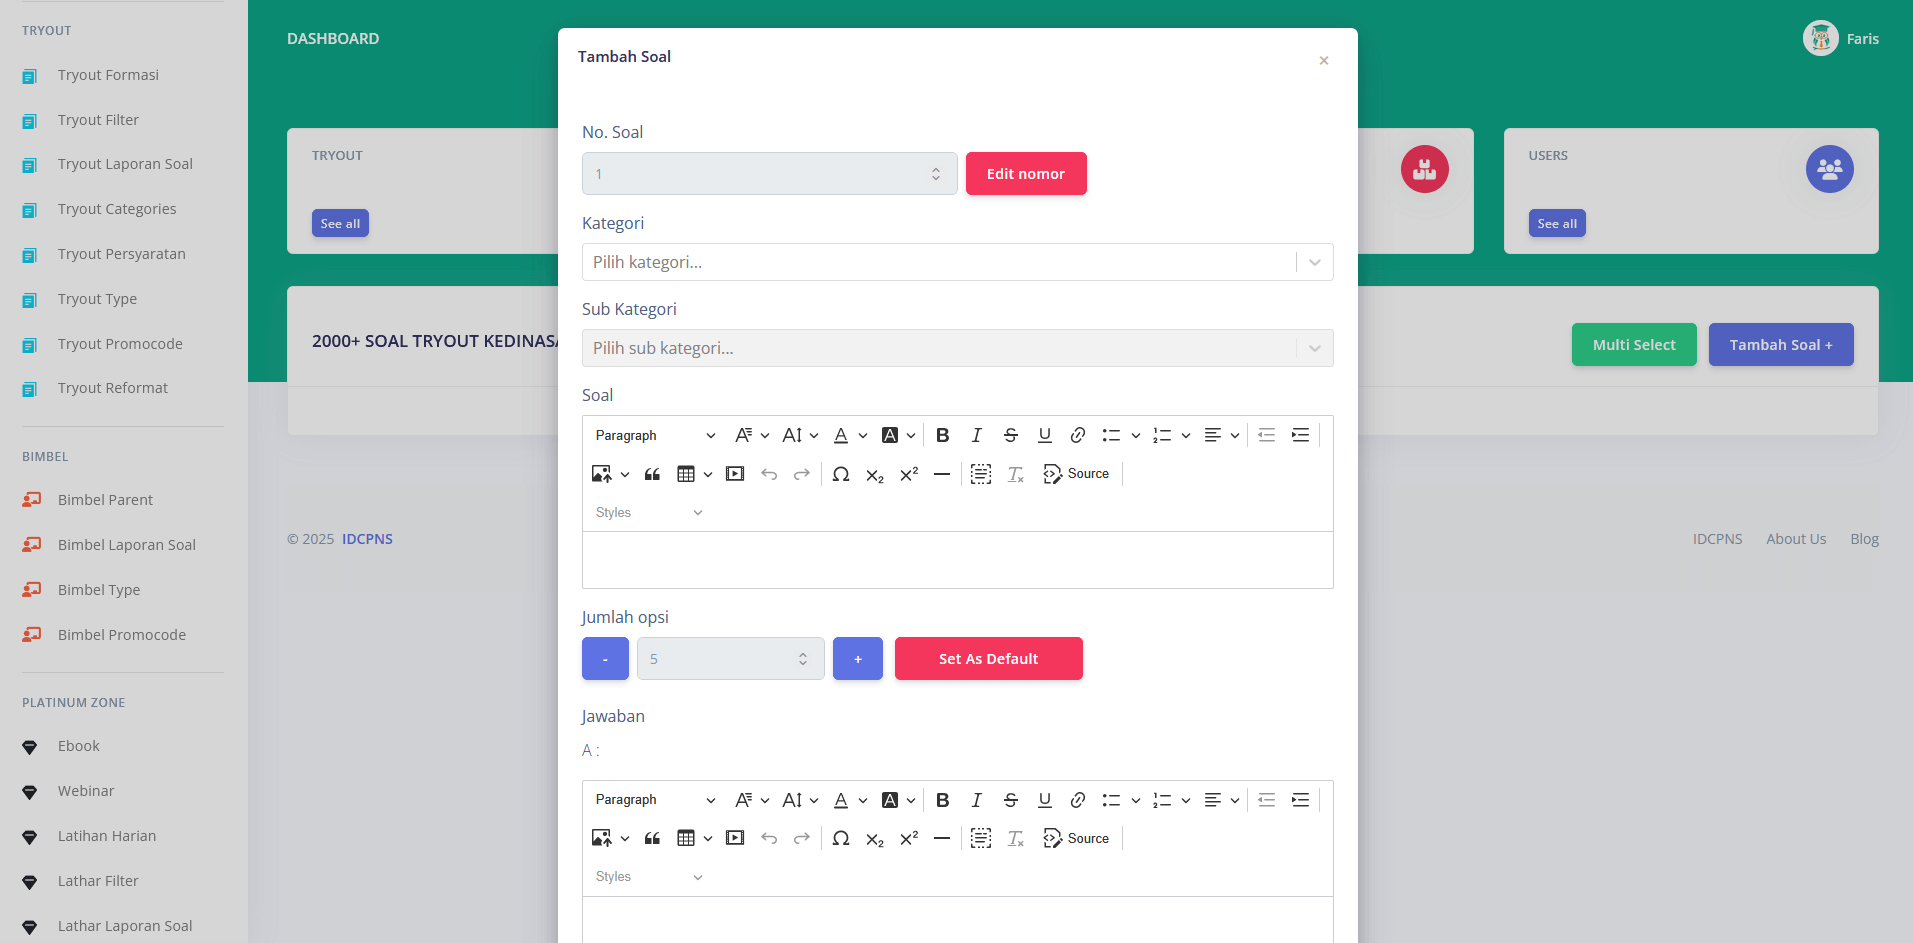 TRYOUT
Tryout Formasi
Tryout Filter
Tryout Laporan Soal
Tryout Categories
Tryout Persyaratan
Tryout Type
Tryout Promocode
Tryout Reformat
BIMBEL
Bimbel Parent
Bimbel Laporan Soal
Bimbel Type
Bimbel Promocode
PLATINUM ZONE
Ebook
Webinar
Latihan Harian
Lathar Filter
Lathar Laporan Soal
DASHBOARD
Faris
TRYOUT
See all
USERS
See all
2000+ SOAL TRYOUT KEDINAS
Multi Select
Tambah Soal +
© 2025 IDCPNS
IDCPNS About Us Blog
Tambah Soal
×
No. Soal
1
Edit nomor
Kategori
Pilih kategori...
Sub Kategori
Pilih sub kategori...
Soal
Paragraph
Source
Styles
Jumlah opsi
- 5 + Set As Default
Jawaban
A :
Paragraph
Source
Styles